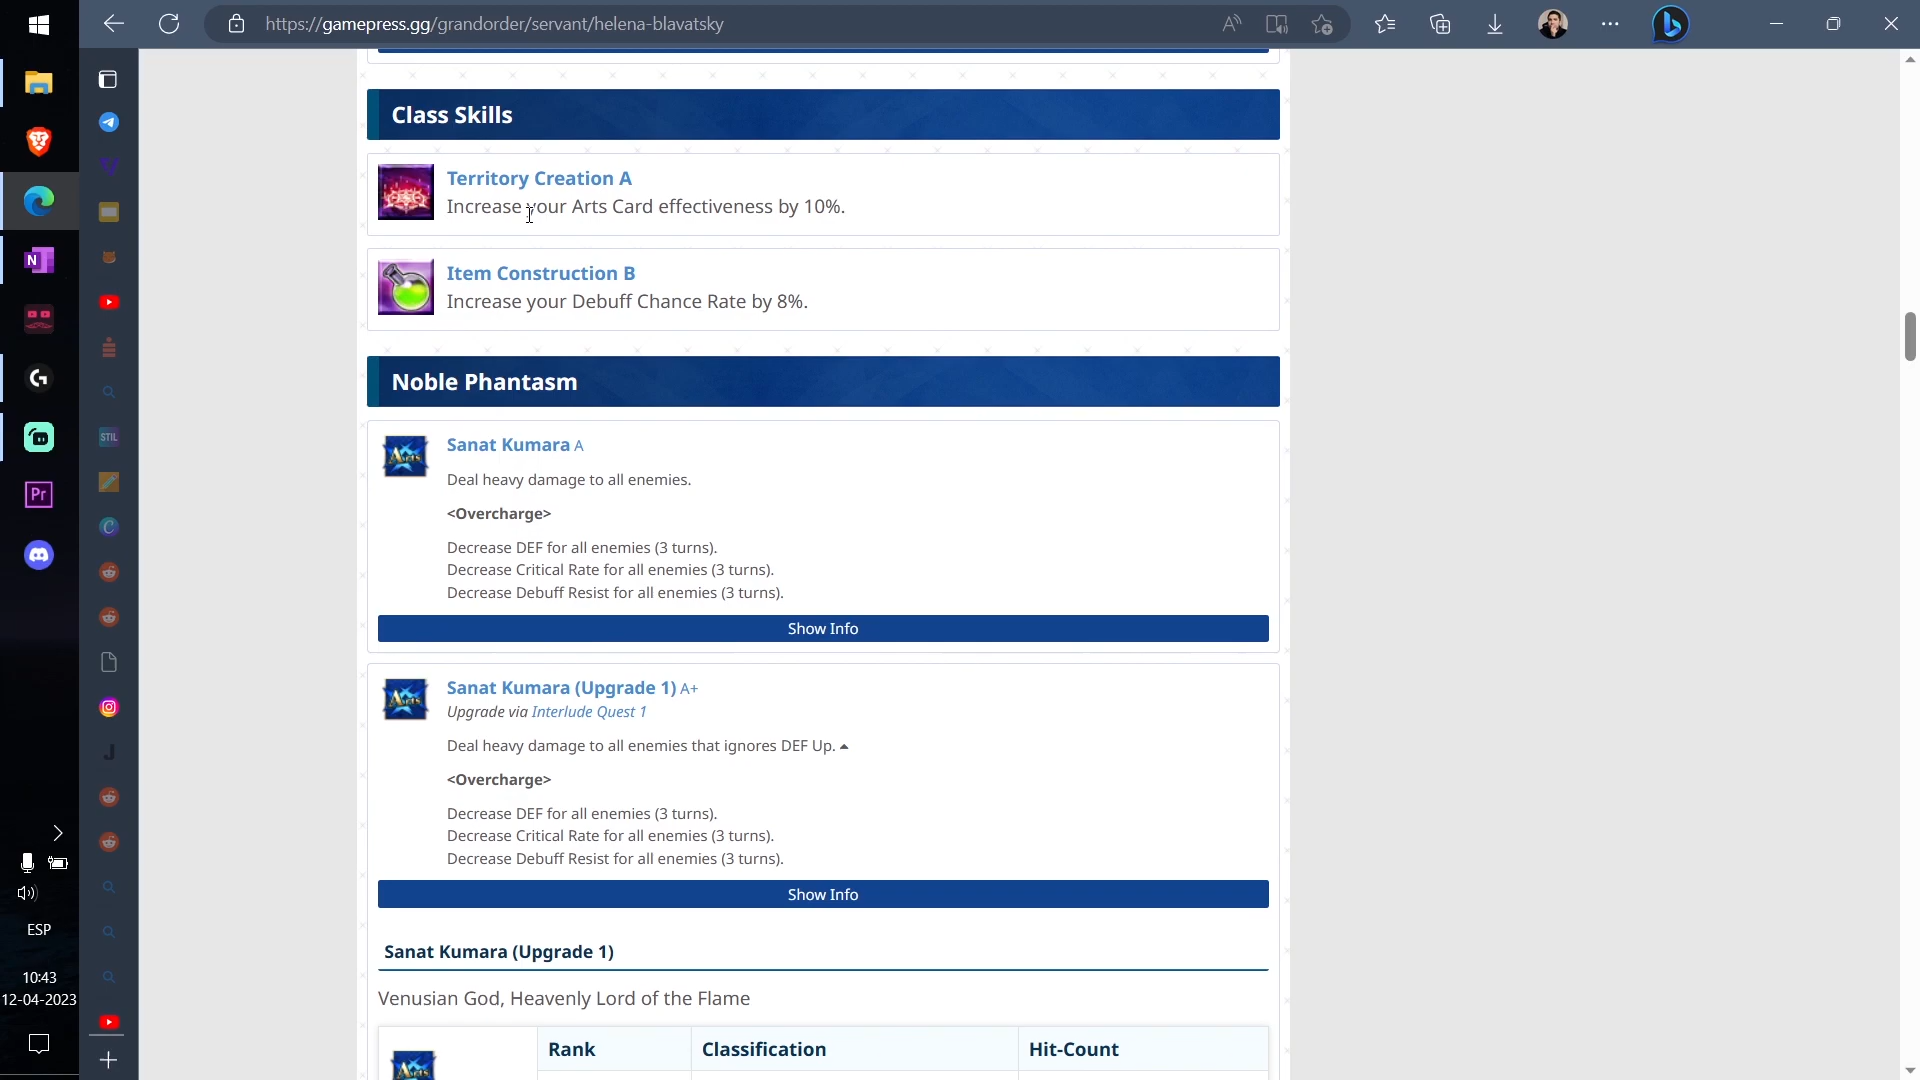 https://gamepress.gg/grandorder/servant/helena-blavatsky
Class Skills
Territory Creation A
Increase your Arts Card effectiveness by 10%.
Item Construction B
Increase your Debuff Chance Rate by 8%.
Noble Phantasm
Arts
Sanat Kumara A
Deal heavy damage to all enemies.
<Overcharge>
Decrease DEF for all enemies (3 turns).
Decrease Critical Rate for all enemies (3 turns).
Decrease Debuff Resist for all enemies (3 turns).
Show Info
Arts
Sanat Kumara (Upgrade 1) A+
Upgrade via Interlude Quest 1
Deal heavy damage to all enemies that ignores DEF Up.
<Overcharge>
Decrease DEF for all enemies (3 turns).
Decrease Critical Rate for all enemies (3 turns).
Decrease Debuff Resist for all enemies (3 turns).
Show Info
Sanat Kumara (Upgrade 1)
Venusian God, Heavenly Lord of the Flame
Arts
Rank Classification Hit-Count
N
Pr
STIL
ESP
10:43
12-04-2023